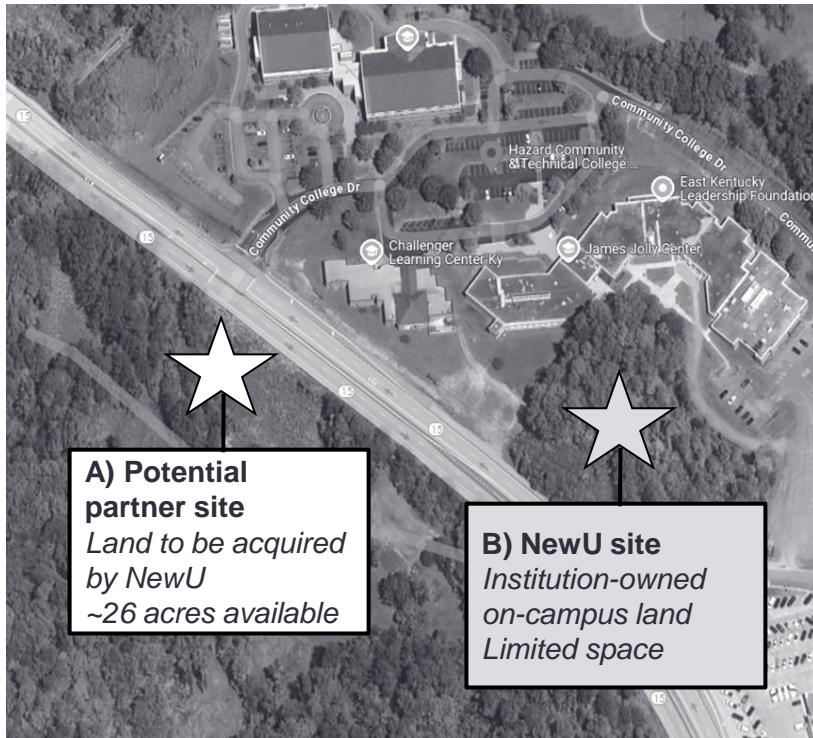 15
Community College Dr
Hazard Community
& Technical College:...
East Kentucky
Leadership Foundation
Commu
15
Community College Dr
Challenger
Learning Center-Ky
James Jolly Center
15
15
A) Potential
partner site
Land to be acquired
by NewU
~26 acres available
B) NewU site
Institution-owned
on-campus land
Limited space
15